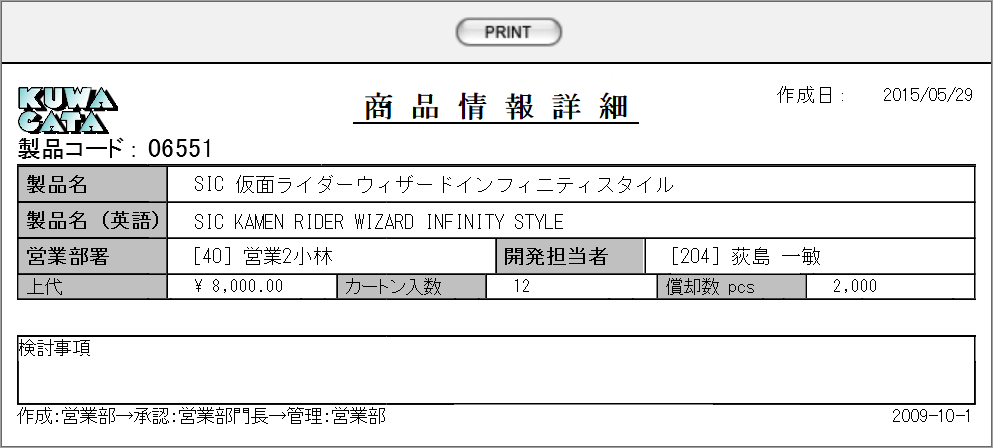 PRINT
KUWA
GATA
商品情報詳細
作成日： 2015/05/29
製品コード： 06551
製品名 SIC 仮面ライダーウィザードインフィニティスタイル
製品名（英語） SIC KAMEN RIDER WIZARD INFINITY STYLE
営業部署 [40] 営業2小林 開発担当者 [204] 荻島 一敏
上代 ¥ 8,000.00 カートン入数 12 償却数 pcs 2,000
検討事項
作成:営業部→承認:営業部門長→管理:営業部 2009-10-1